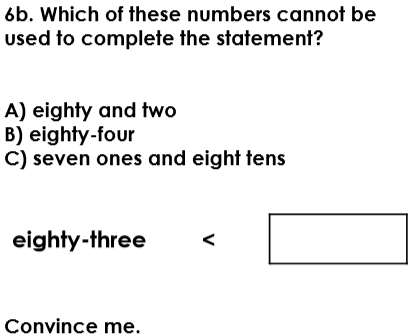 6b. Which of these numbers cannot be
used to complete the statement?
A) eighty and two
B) eighty-four
C) seven ones and eight tens
eighty-three <
Convince me.